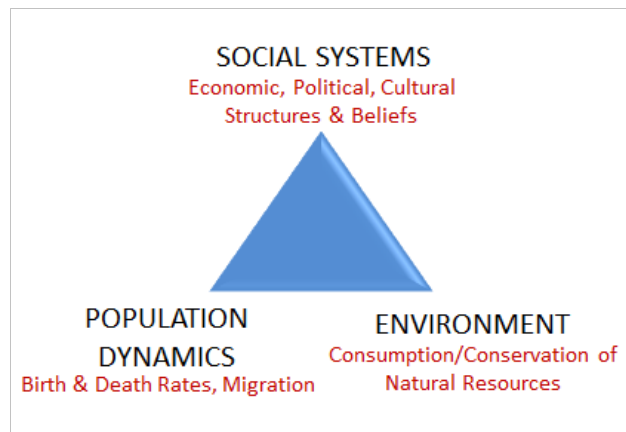 SOCIAL SYSTEMS
Economic, Political, Cultural
Structures & Beliefs
POPULATION
DYNAMICS
Birth & Death Rates, Migration
ENVIRONMENT
Consumption/Conservation of
Natural Resources